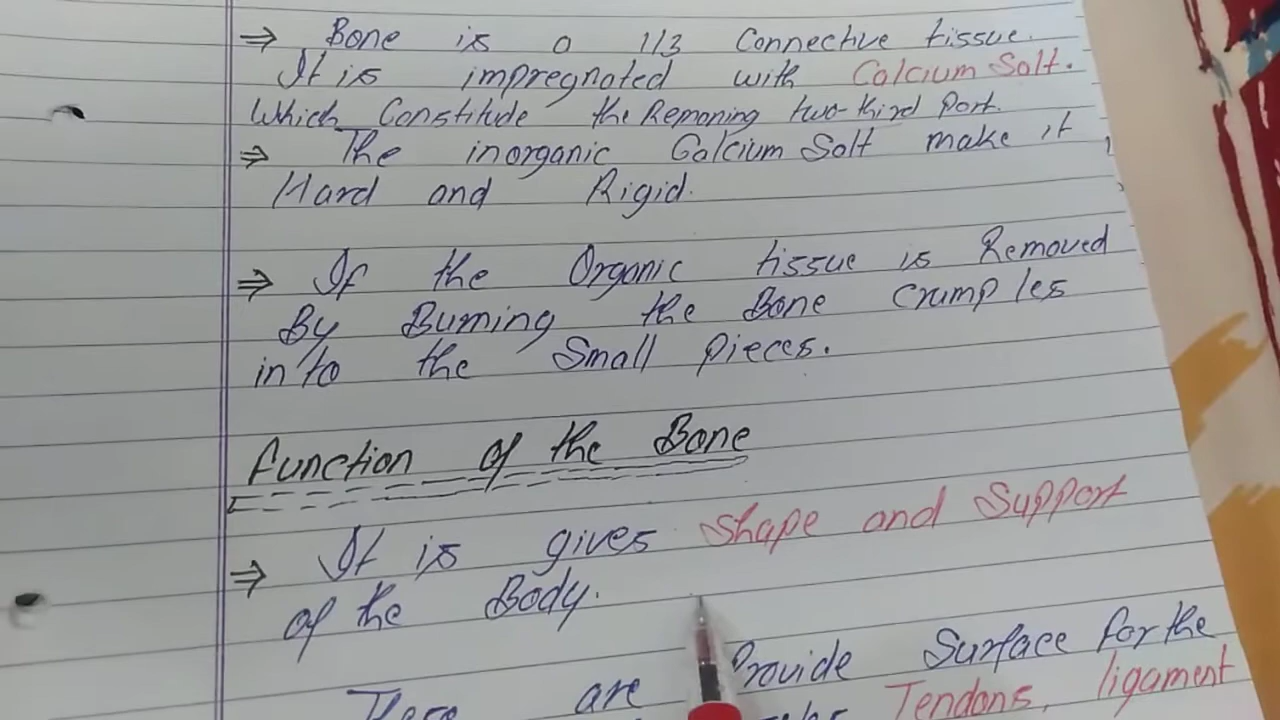 ⇒ Bone is a 1/3 Connective tissue.
It is impregnated with Calcium Salt.
Which Constitude the Remaning two-third Part.
⇒ The inorganic Calcium Salt make it
Hard and Rigid.
⇒ If the Organic tissue is Removed
By Burning the Bone Crumples
in to the Small Pieces.
Function of the Bone
⇒ It is gives Shape and Support
of the Body.
are Provide Surface for the
Tendons, ligament